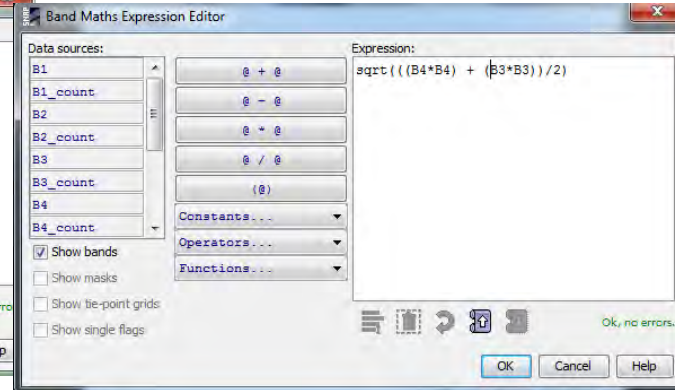 SNAP
Band Maths Expression Editor
Data sources:
Expression:
B1
B1_count
B2
B2_count
B3
B3_count
B4
B4_count
@ + @
@ - @
@ * @
@ / @
(@)
Constants...
Operators...
Functions...
sqrt(((B4*B4) + (B3*B3))/2)
Show bands
Show masks
Show tie-point grids
Show single flags
Ok, no errors.
OK
Cancel
Help